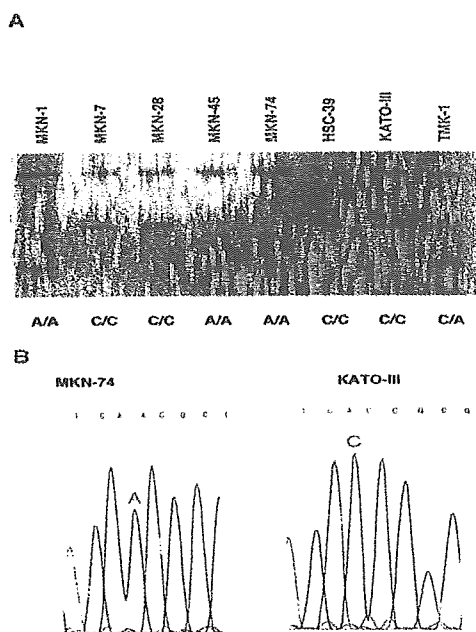 A
MKN-1 MKN-7 MKN-28 MKN-45 MKN-74 HSC-39 KATO-III TMK-1
A/A C/C C/C A/A A/A C/C C/C C/A
B
MKN-74 KATO-III
A C